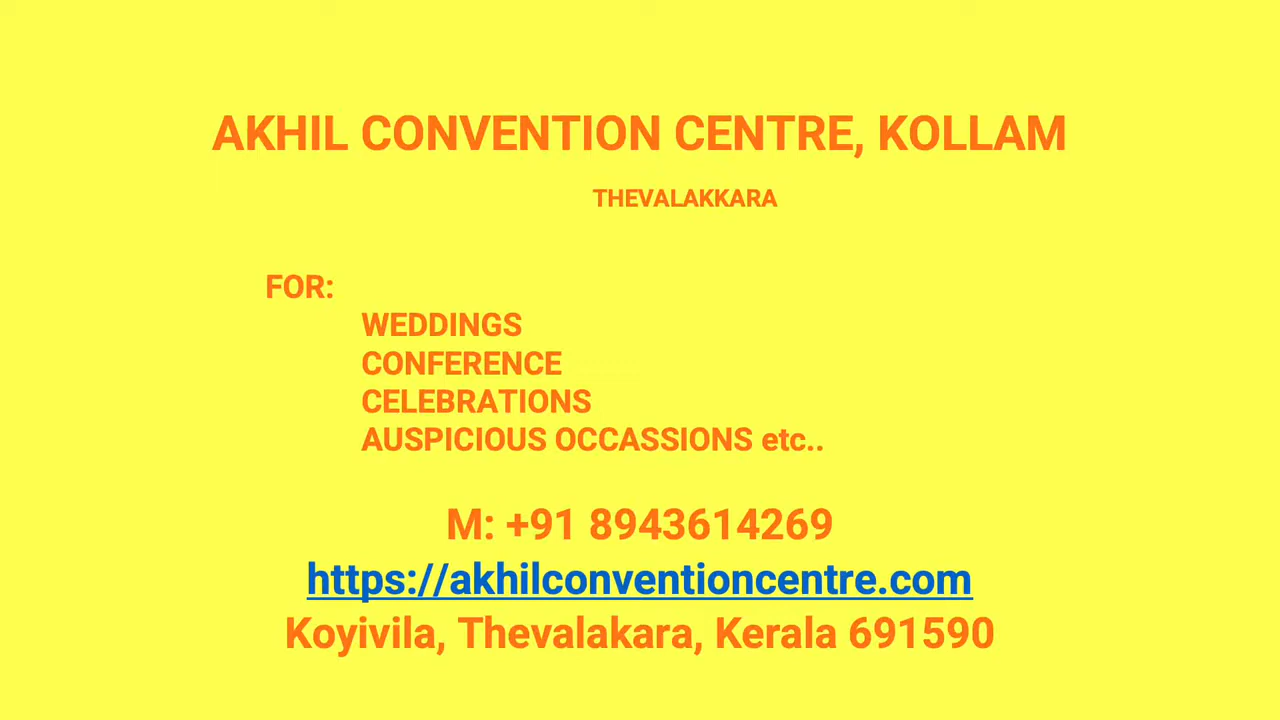 AKHIL CONVENTION CENTRE, KOLLAM
THEVALAKKARA
FOR:
WEDDINGS
CONFERENCE
CELEBRATIONS
AUSPICIOUS OCCASSIONS etc..
M: +91 8943614269
https://akhilconventioncentre.com
Koyivila, Thevalakara, Kerala 691590